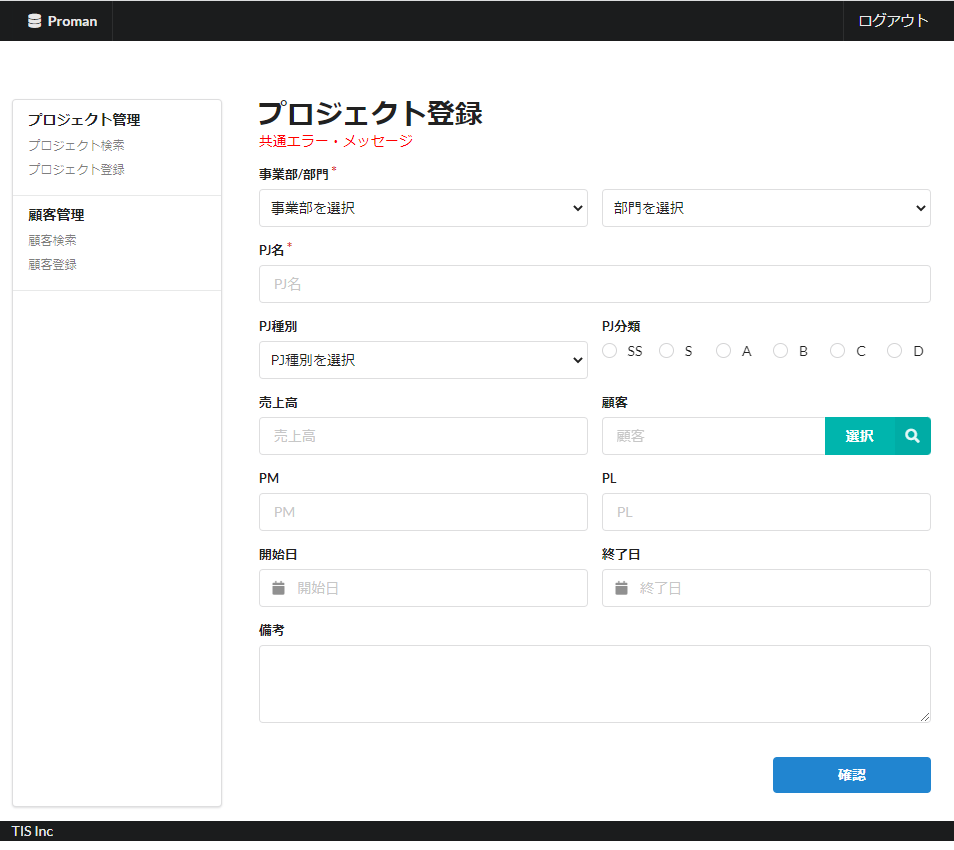 Proman
ログアウト
プロジェクト管理
プロジェクト検索
プロジェクト登録
顧客管理
顧客検索
顧客登録
プロジェクト登録
共通エラー・メッセージ
事業部/部門*
事業部を選択 部門を選択
PJ名*
PJ名
PJ種別 PJ分類
PJ種別を選択 SS S A B C D
売上高 顧客
売上高 顧客 選択
PM PL
PM PL
開始日 終了日
開始日 終了日
備考
確認
TIS Inc